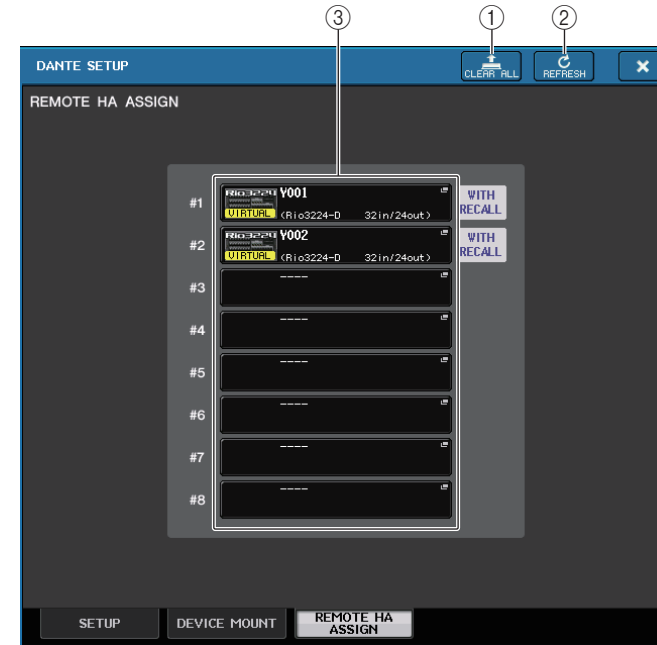 ③ ① ②
DANTE SETUP
CLEAR ALL
REFRESH
REMOTE HA ASSIGN
#1
Rio3224
VIRTUAL
Y001
(Rio3224-D 32in/24out)
WITH
RECALL
#2
Rio3224
VIRTUAL
Y002
(Rio3224-D 32in/24out)
WITH
RECALL
#3 ----
#4 ----
#5 ----
#6 ----
#7 ----
#8 ----
SETUP
DEVICE MOUNT
REMOTE HA
ASSIGN